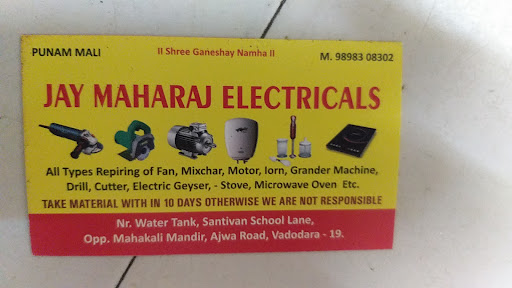 PUNAM MALI
II Shree Ganeshay Namha II
M. 98983 08302
JAY MAHARAJ ELECTRICALS
All Types Repiring of Fan, Mixchar, Motor, Iorn, Grander Machine,
Drill, Cutter, Electric Geyser, - Stove, Microwave Oven Etc.
TAKE MATERIAL WITH IN 10 DAYS OTHERWISE WE ARE NOT RESPONSIBLE
Nr. Water Tank, Santivan School Lane,
Opp. Mahakali Mandir, Ajwa Road, Vadodara - 19.